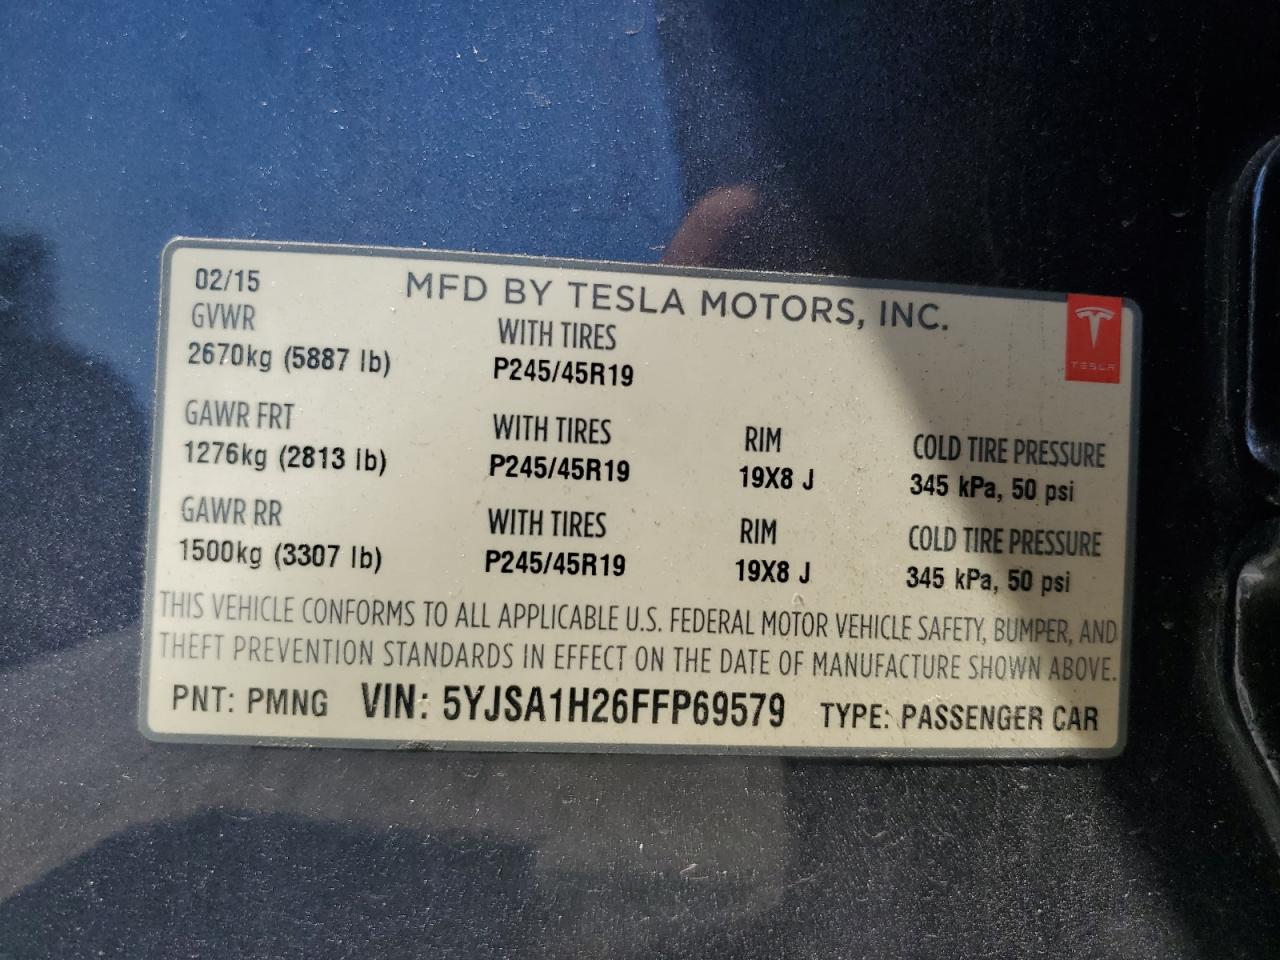 02/15 MFD BY TESLA MOTORS, INC.
TESLA
GVWR WITH TIRES
2670kg (5887 lb) P245/45R19
GAWR FRT WITH TIRES RIM COLD TIRE PRESSURE
1276kg (2813 lb) P245/45R19 19X8 J 345 kPa, 50 psi
GAWR RR WITH TIRES RIM COLD TIRE PRESSURE
1500kg (3307 lb) P245/45R19 19X8 J 345 kPa, 50 psi
THIS VEHICLE CONFORMS TO ALL APPLICABLE U.S. FEDERAL MOTOR VEHICLE SAFETY, BUMPER, AND
THEFT PREVENTION STANDARDS IN EFFECT ON THE DATE OF MANUFACTURE SHOWN ABOVE.
PNT: PMNG VIN: 5YJSA1H26FFP69579 TYPE: PASSENGER CAR